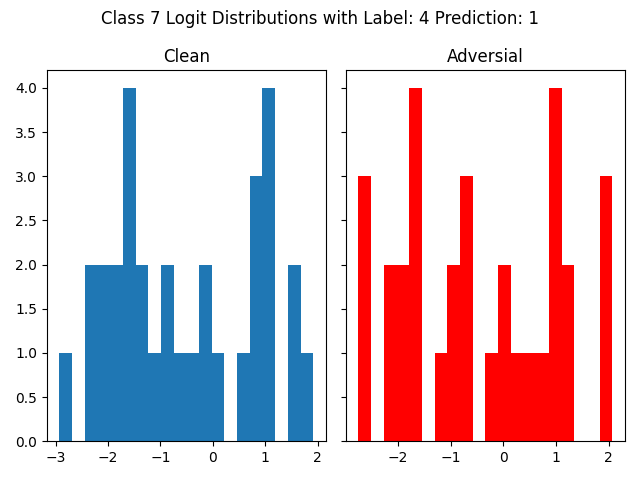 Class 7 Logit Distributions with Label: 4 Prediction: 1
Clean
Adversial
4.0
3.5
3.0
2.5
2.0
1.5
1.0
0.5
0.0
−3 −2 −1 0 1 2
−2 −1 0 1 2